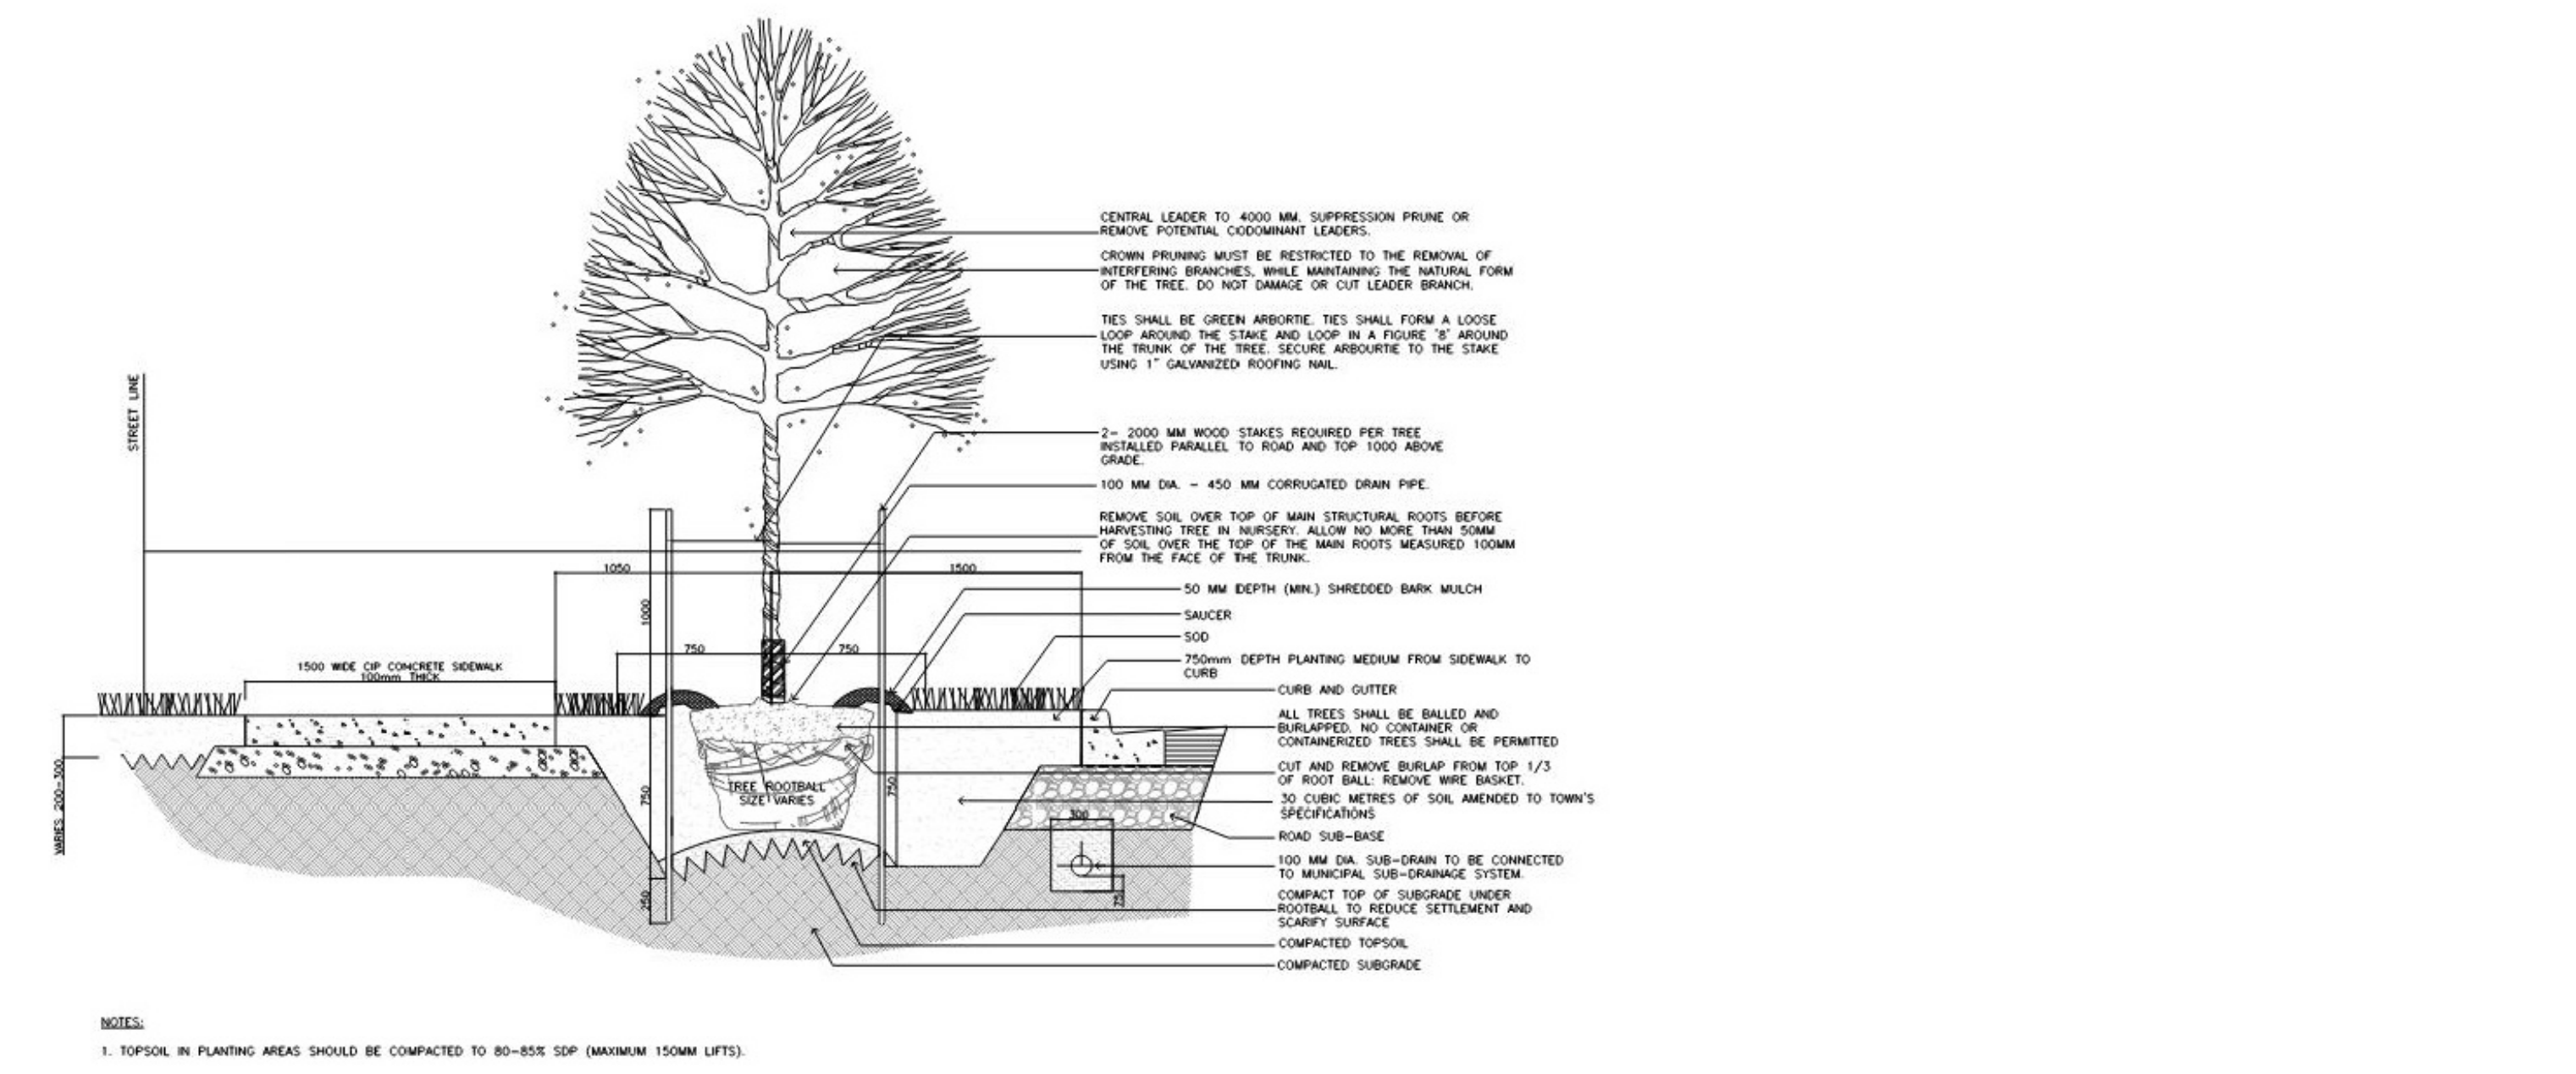 CENTRAL LEADER TO 4000 MM. SUPPRESSION PRUNE OR
REMOVE POTENTIAL CODOMINANT LEADERS.
CROWN PRUNING MUST BE RESTRICTED TO THE REMOVAL OF
INTERFERING BRANCHES, WHILE MAINTAINING THE NATURAL FORM
OF THE TREE. DO NOT DAMAGE OR CUT LEADER BRANCH.
TIES SHALL BE GREEN ARBORTIE. TIES SHALL FORM A LOOSE
LOOP AROUND THE STAKE AND LOOP IN A FIGURE "8" AROUND
THE TRUNK OF THE TREE. SECURE ARBOURTIE TO THE STAKE
USING 1" GALVANIZED ROOFING NAIL.
STREET LINE
2- 2000 MM WOOD STAKES REQUIRED PER TREE
INSTALLED PARALLEL TO ROAD AND TOP 1000 ABOVE
GRADE.
100 MM DIA. - 450 MM CORRUGATED DRAIN PIPE.
REMOVE SOIL OVER TOP OF MAIN STRUCTURAL ROOTS BEFORE
HARVESTING TREE IN NURSERY. ALLOW NO MORE THAN 50MM
OF SOIL OVER THE TOP OF THE MAIN ROOTS MEASURED 100MM
FROM THE FACE OF THE TRUNK.
1050
1500
1000
50 MM DEPTH (MIN.) SHREDDED BARK MULCH
SAUCER
SOD
750
750
750mm DEPTH PLANTING MEDIUM FROM SIDEWALK TO
CURB
1500 WIDE CIP CONCRETE SIDEWALK
100mm THICK
CURB AND GUTTER
ALL TREES SHALL BE BALLED AND
BURLAPPED. NO CONTAINER OR
CONTAINERIZED TREES SHALL BE PERMITTED
CUT AND REMOVE BURLAP FROM TOP 1/3
OF ROOT BALL: REMOVE WIRE BASKET.
TREE ROOTBALL
SIZE VARIES
750
750
VARIES 200-300
30 CUBIC METRES OF SOIL AMENDED TO TOWN'S
SPECIFICATIONS
300
ROAD SUB-BASE
100 MM DIA. SUB-DRAIN TO BE CONNECTED
TO MUNICIPAL SUB-DRAINAGE SYSTEM.
75
250
COMPACT TOP OF SUBGRADE UNDER
ROOTBALL TO REDUCE SETTLEMENT AND
SCARIFY SURFACE
COMPACTED TOPSOIL
COMPACTED SUBGRADE
NOTES:
1. TOPSOIL IN PLANTING AREAS SHOULD BE COMPACTED TO 80-85% SDP (MAXIMUM 150MM LIFTS).